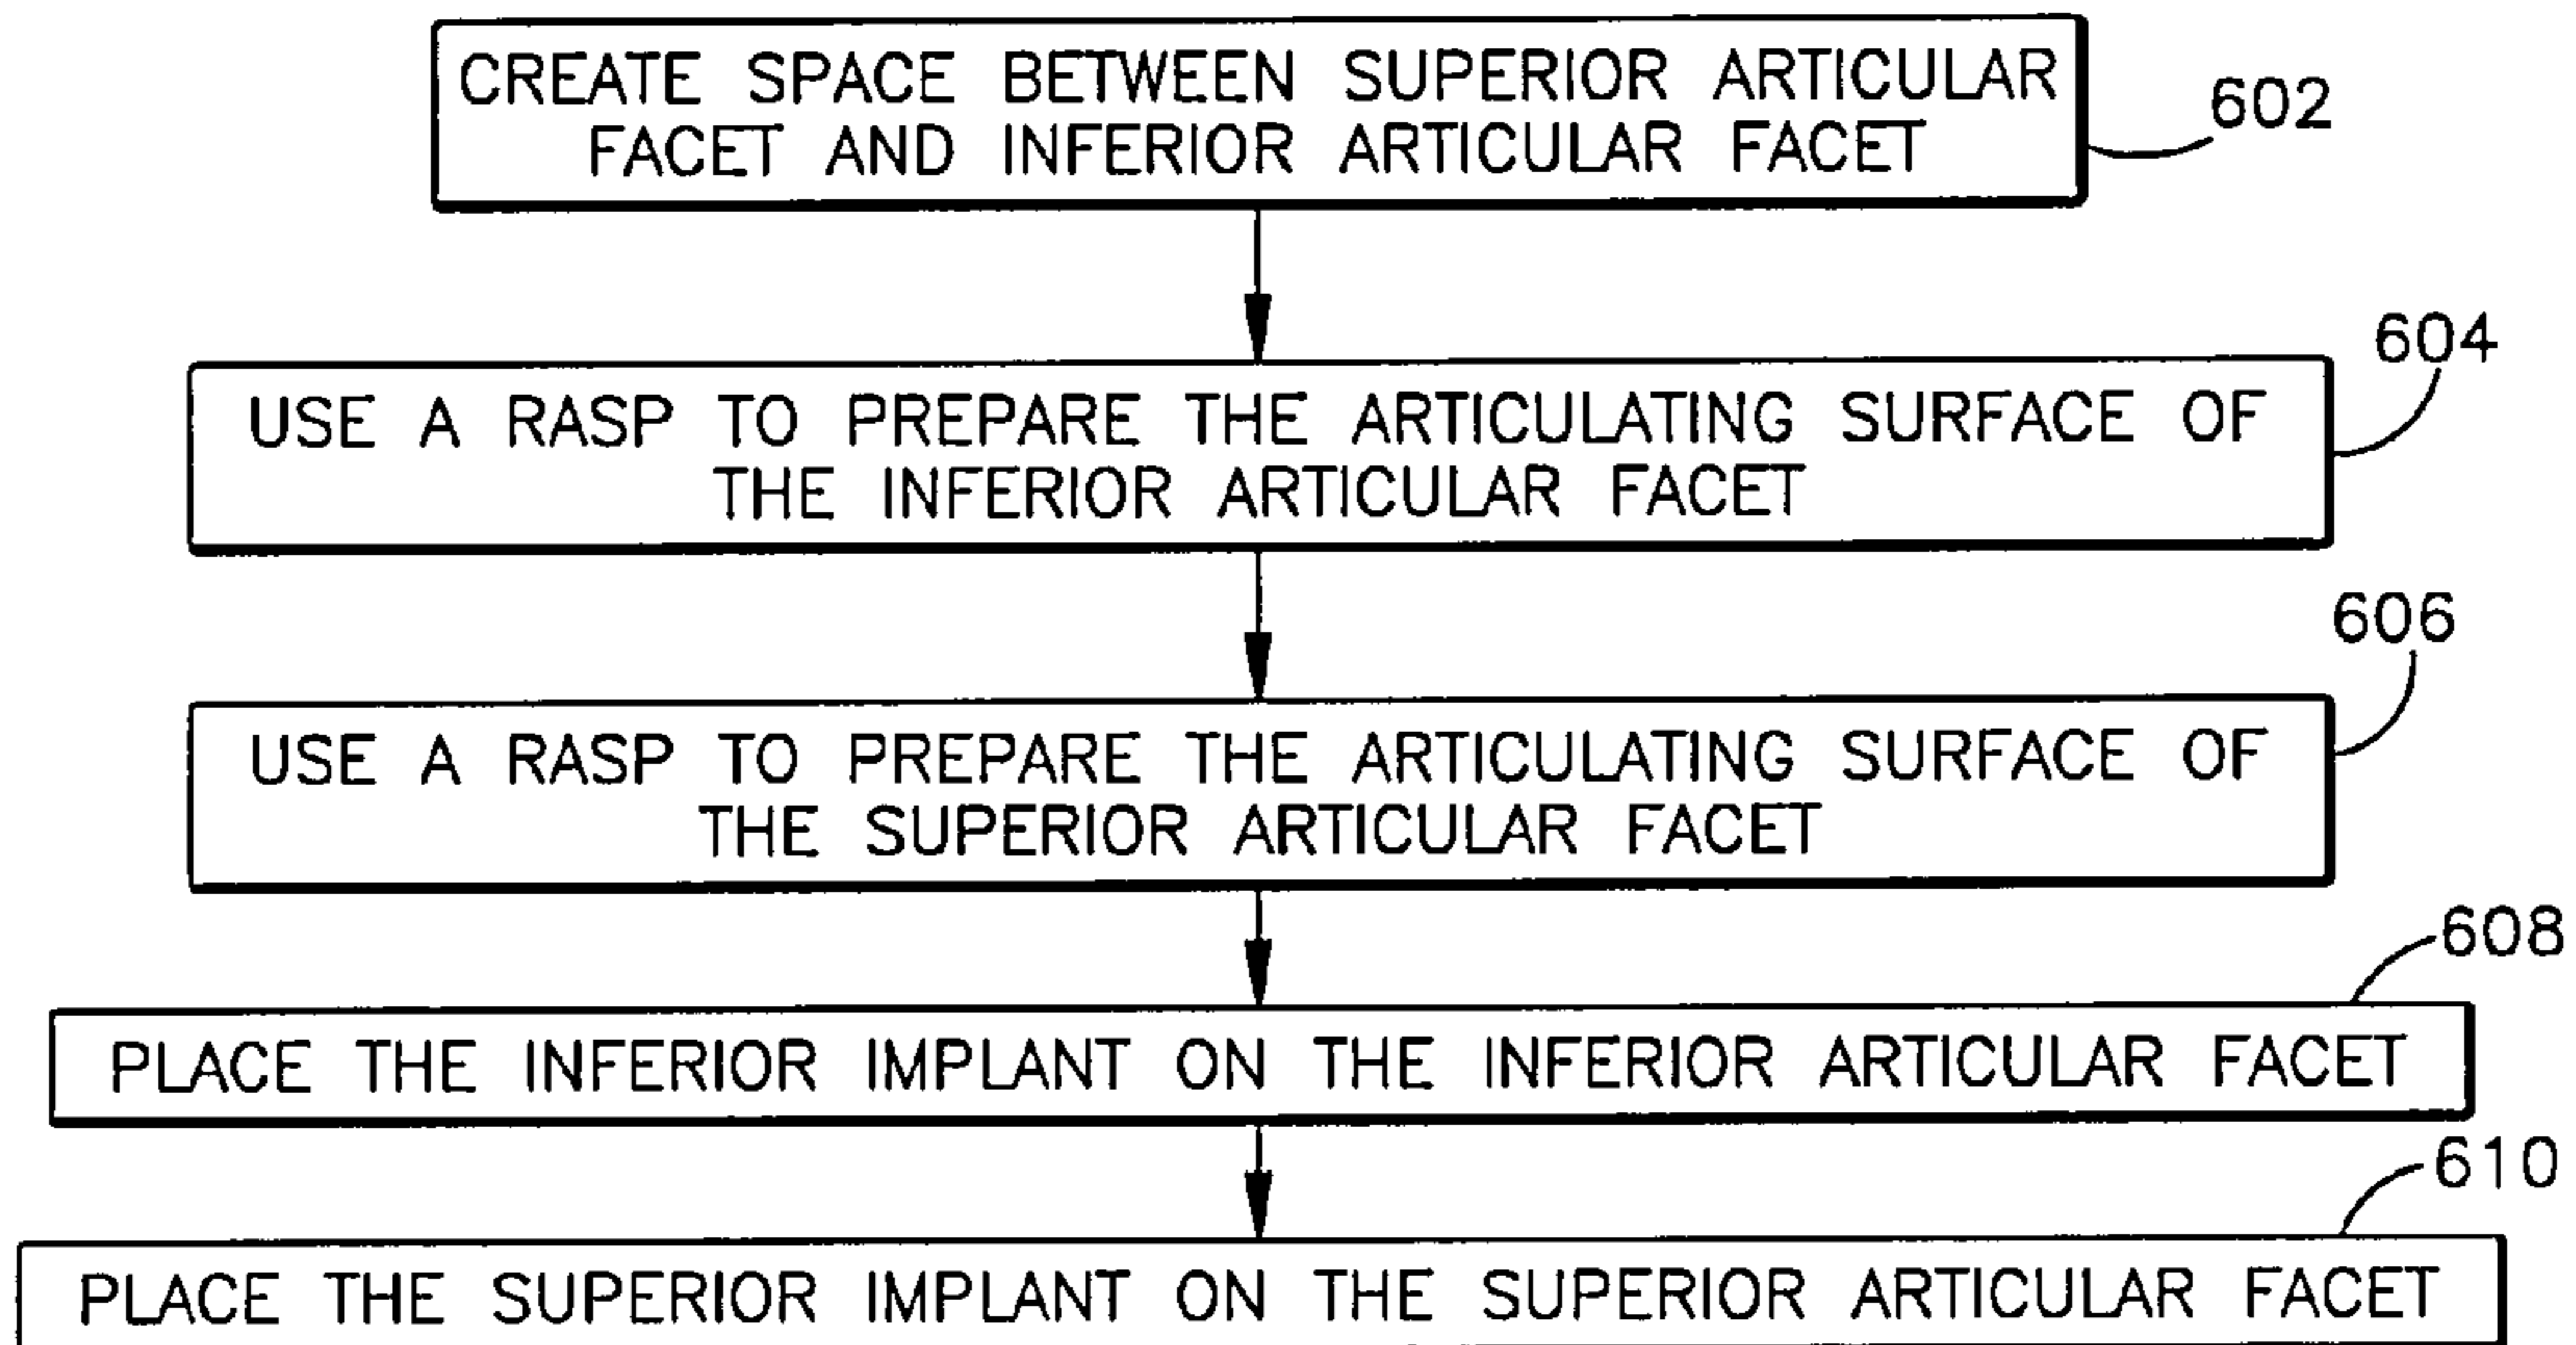 CREATE SPACE BETWEEN SUPERIOR ARTICULAR
FACET AND INFERIOR ARTICULAR FACET
602
USE A RASP TO PREPARE THE ARTICULATING SURFACE OF
THE INFERIOR ARTICULAR FACET
604
USE A RASP TO PREPARE THE ARTICULATING SURFACE OF
THE SUPERIOR ARTICULAR FACET
606
PLACE THE INFERIOR IMPLANT ON THE INFERIOR ARTICULAR FACET
608
PLACE THE SUPERIOR IMPLANT ON THE SUPERIOR ARTICULAR FACET
610